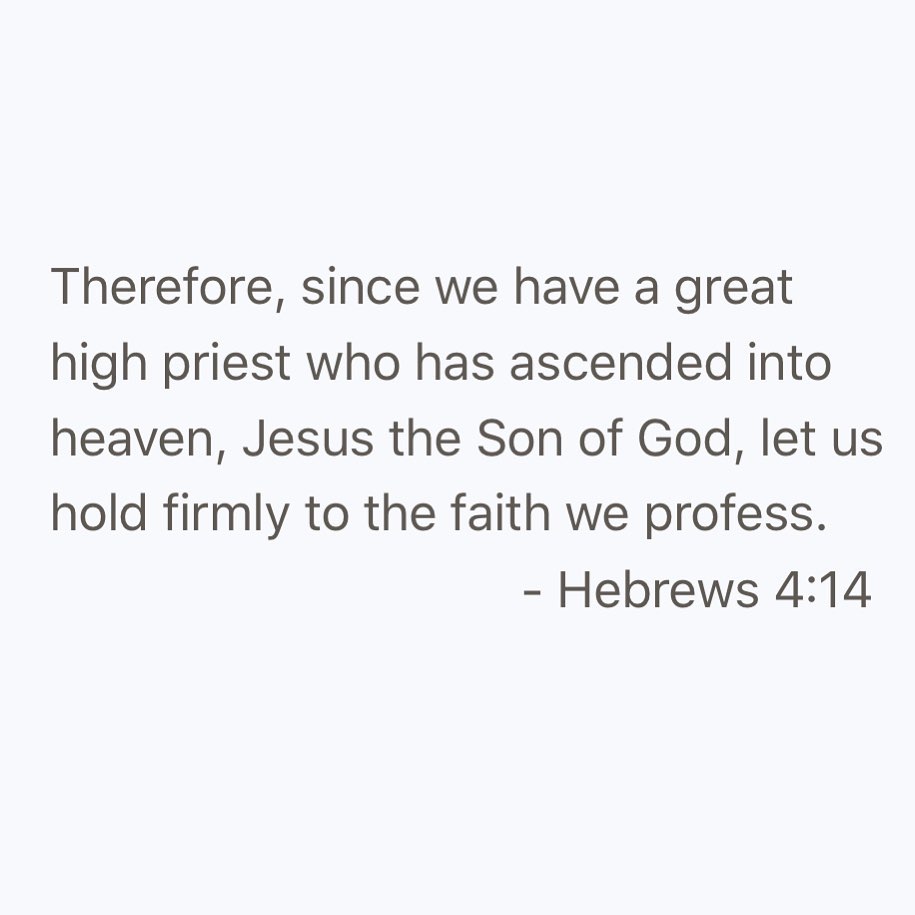 Therefore, since we have a great
high priest who has ascended into
heaven, Jesus the Son of God, let us
hold firmly to the faith we profess.
- Hebrews 4:14